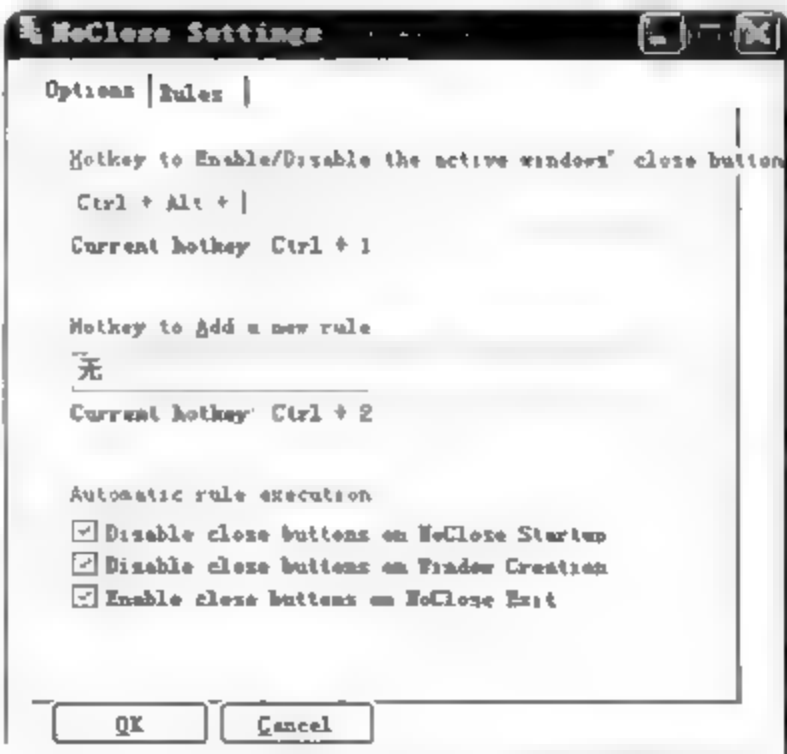 NoClose Settings
Options Rules
Hotkey to Enable/Disable the active windows' close button
Ctrl + Alt +
Current hotkey Ctrl + 1
Hotkey to Add a new rule
无
Current hotkey: Ctrl + 2
Automatic rule execution
Disable close buttons on NoClose Startup
Disable close buttons on Window Creation
Enable close buttons on NoClose Exit
OK Cancel